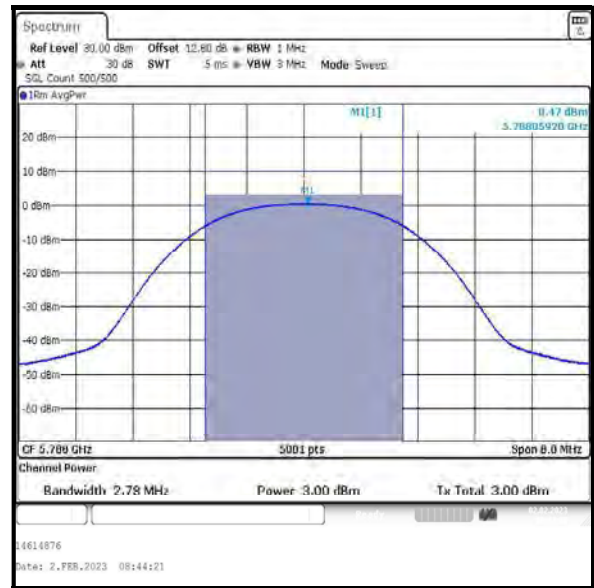 Spectrum
Ref Level 30.00 dBm Offset 12.60 dB RBW 1 MHz
Att 30 dB SWT 5 ms VBW 3 MHz Mode Sweep
SGL Count 500/500
1Rm AvgPwr
M1[1] 0.47 dBm
5.78805920 GHz
20 dBm
10 dBm
M1
0 dBm
-10 dBm
-20 dBm
-30 dBm
-40 dBm
-50 dBm
-60 dBm
CF 5.788 GHz 5001 pts Span 8.0 MHz
Channel Power
Bandwidth 2.78 MHz Power 3.00 dBm Tx Total 3.00 dBm
14614876
Date: 2.FEB.2023 08:44:21